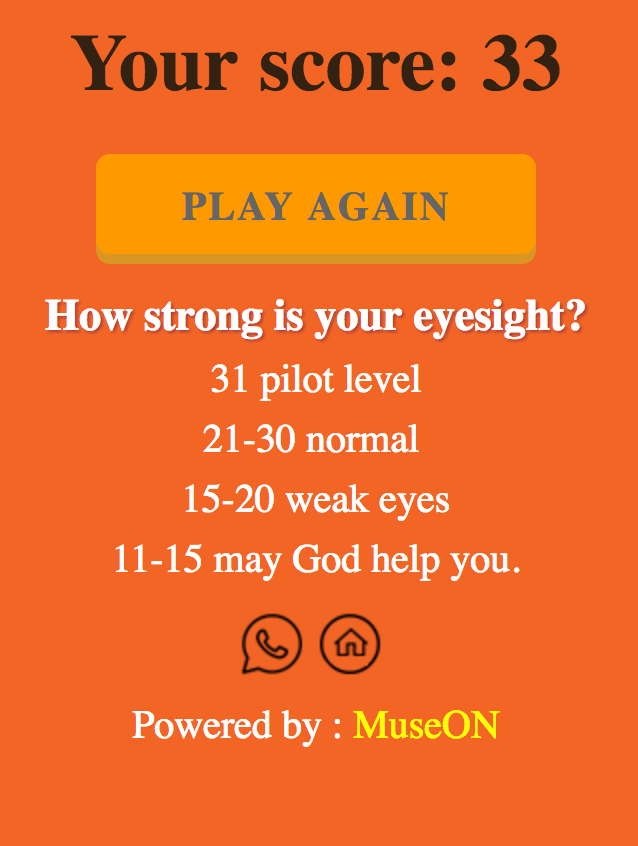 Your score: 33
PLAY AGAIN
How strong is your eyesight?
31 pilot level
21-30 normal
15-20 weak eyes
11-15 may God help you.
Powered by : MuseON